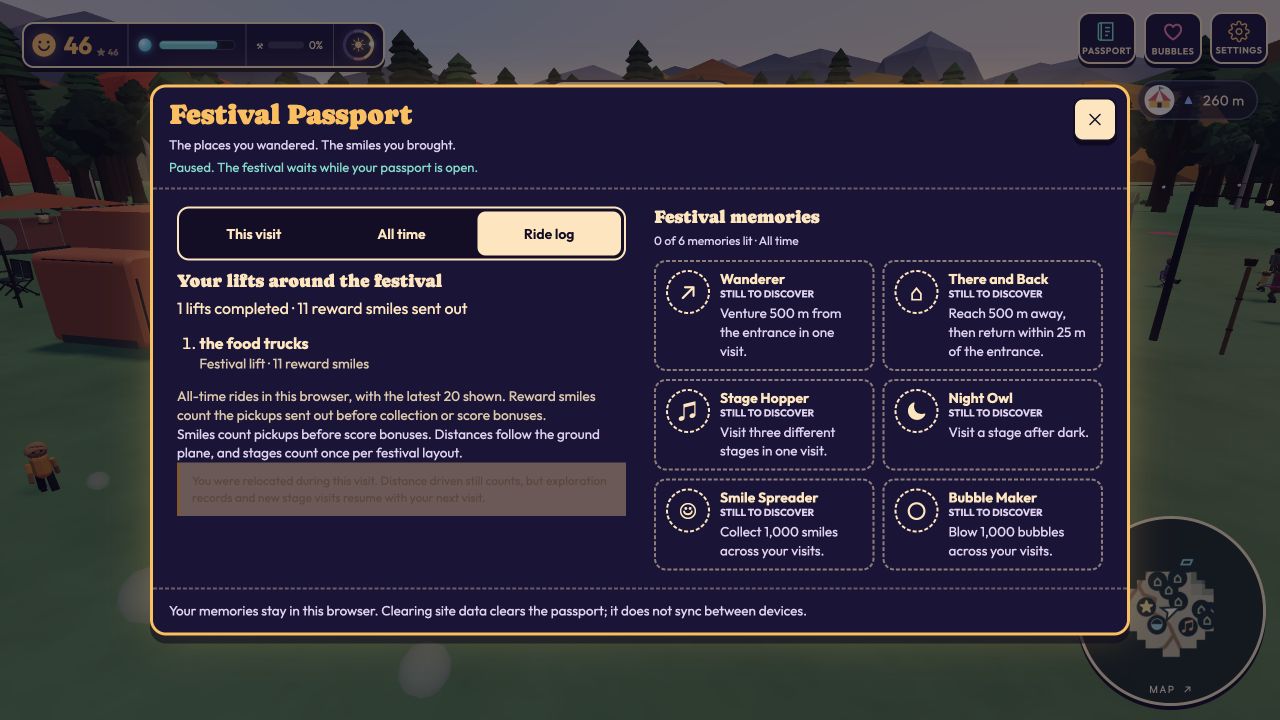 46
46
0%
PASSPORT
BUBBLES
SETTINGS
260 m
Festival Passport
The places you wandered. The smiles you brought.
Paused. The festival waits while your passport is open.
This visit
All time
Ride log
Your lifts around the festival
1 lifts completed · 11 reward smiles sent out
1. the food trucks
Festival lift · 11 reward smiles
All-time rides in this browser, with the latest 20 shown. Reward smiles
count the pickups sent out before collection or score bonuses.
Smiles count pickups before score bonuses. Distances follow the ground
plane, and stages count once per festival layout.
You were relocated during this visit. Distance driven still counts, but exploration
records and new stage visits resume with your next visit.
Festival memories
0 of 6 memories lit · All time
Wanderer
STILL TO DISCOVER
Venture 500 m from
the entrance in one
visit.
There and Back
STILL TO DISCOVER
Reach 500 m away,
then return within 25 m
of the entrance.
Stage Hopper
STILL TO DISCOVER
Visit three different
stages in one visit.
Night Owl
STILL TO DISCOVER
Visit a stage after dark.
Smile Spreader
STILL TO DISCOVER
Collect 1,000 smiles
across your visits.
Bubble Maker
STILL TO DISCOVER
Blow 1,000 bubbles
across your visits.
Your memories stay in this browser. Clearing site data clears the passport; it does not sync between devices.
MAP